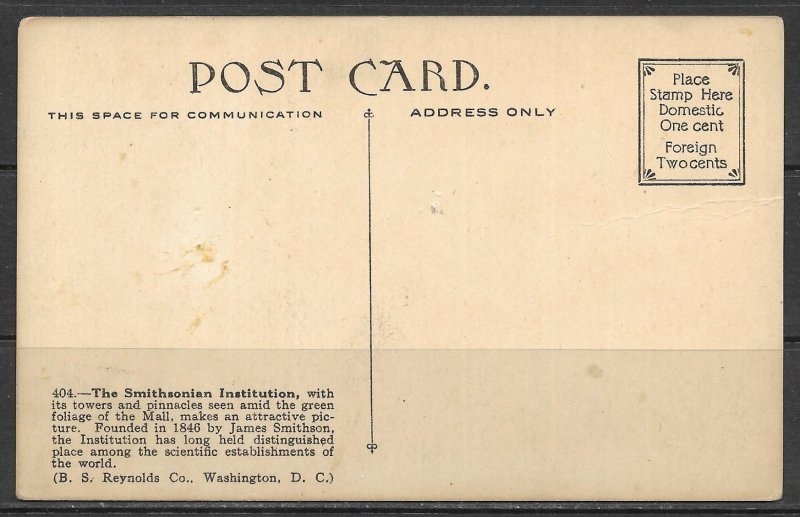 POST CARD.
THIS SPACE FOR COMMUNICATION
ADDRESS ONLY
Place
Stamp Here
Domestic
One cent
Foreign
Two cents
404.—The Smithsonian Institution, with
its towers and pinnacles seen amid the green
foliage of the Mall, makes an attractive pic-
ture. Founded in 1846 by James Smithson,
the Institution has long held distinguished
place among the scientific establishments of
the world.
(B. S. Reynolds Co., Washington, D. C.)